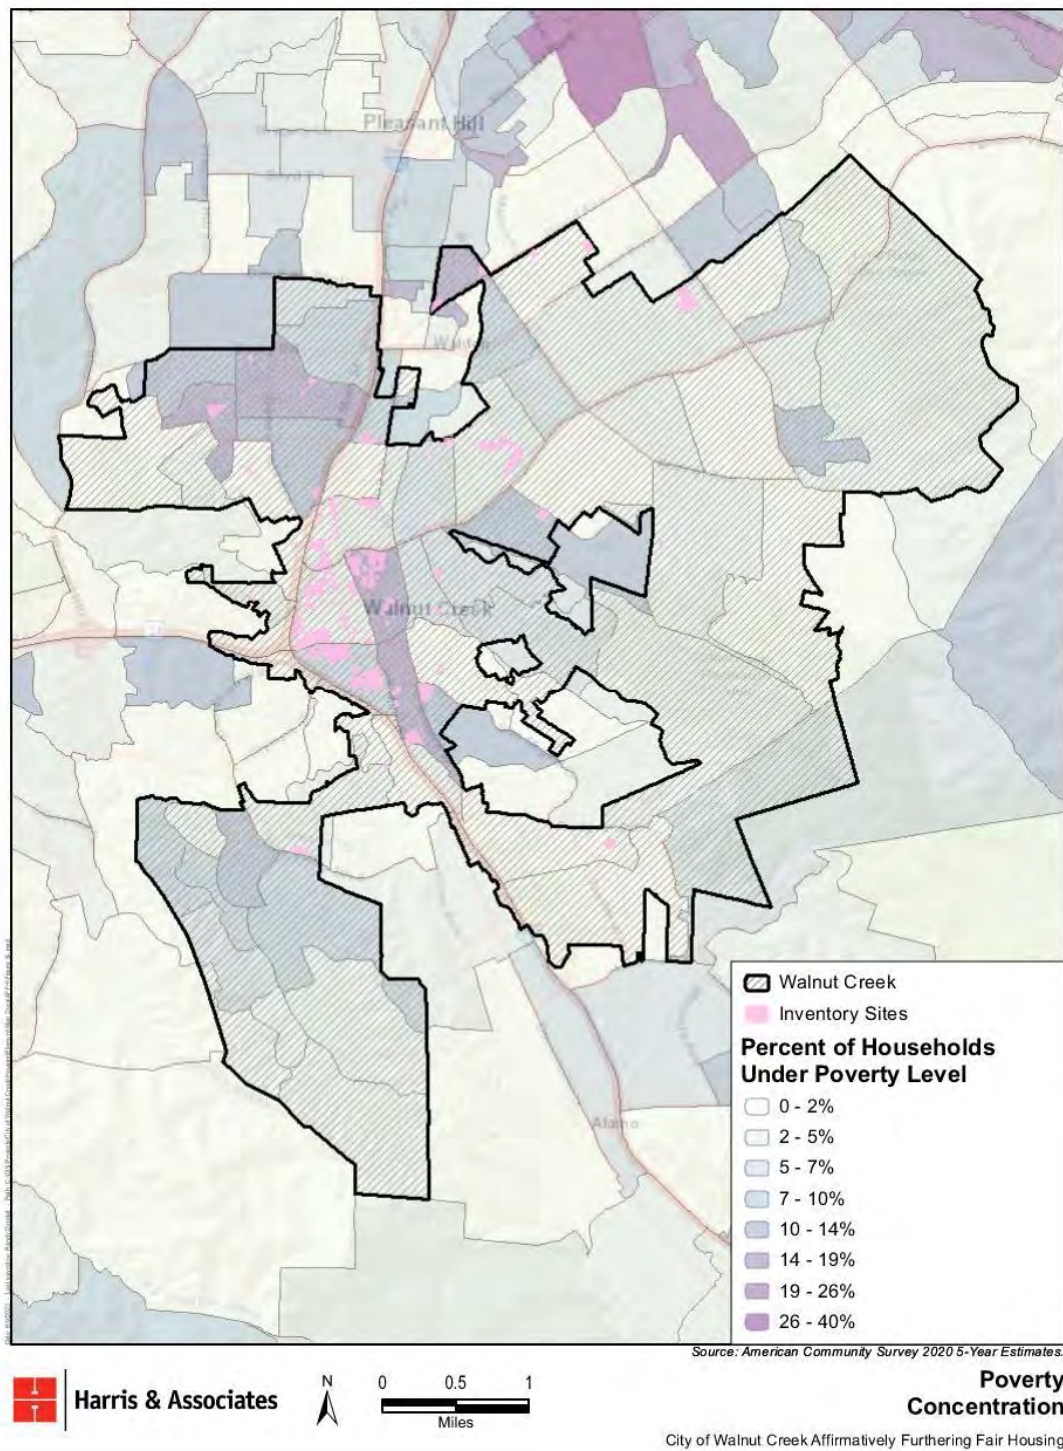 Pleasant Hill
Walnut Creek
Alamo
Walnut Creek
Inventory Sites
Percent of Households
Under Poverty Level
0 - 2%
2 - 5%
5 - 7%
7 - 10%
10 - 14%
14 - 19%
19 - 26%
26 - 40%
Source: American Community Survey 2020 5-Year Estimates.
Harris & Associates
N
0 0.5 1
Miles
Poverty
Concentration
City of Walnut Creek Affirmatively Furthering Fair Housing